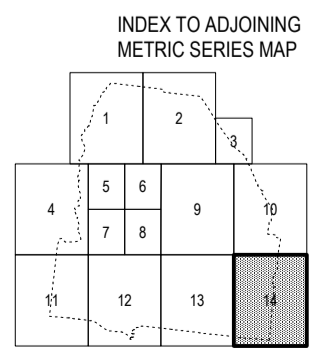 INDEX TO ADJOINING
METRIC SERIES MAP
1 2
3
5 6
4 9 10
7 8
11 12 13 14